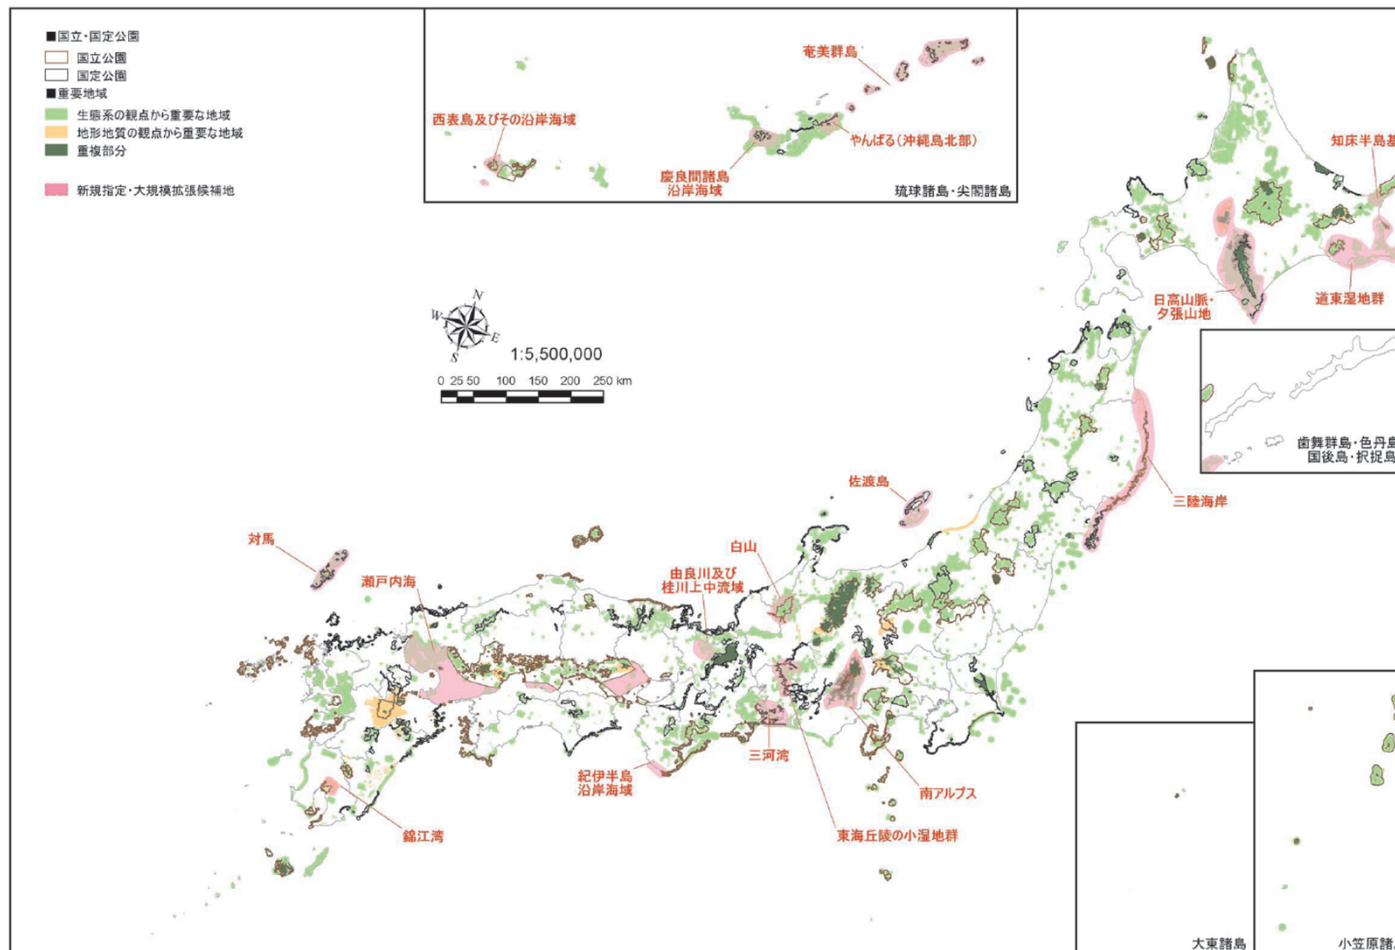 ■国立・国定公園
国立公園
国定公園
■重要地域
生態系の観点から重要な地域
地形地質の観点から重要な地域
重複部分
新規指定・大規模拡張候補地
奄美群島
西表島及びその沿岸海域
やんばる(沖縄島北部)
慶良間諸島
沿岸海域
琉球諸島・尖閣諸島
知床半島基
日高山脈・
夕張山地
道東湿地群
N
W
E
S
1:5,500,000
0 25 50 100 150 200 250 km
歯舞群島・色丹島
国後島・択捉島
三陸海岸
佐渡島
対馬
白山
由良川及び
桂川上中流域
瀬戸内海
三河湾
紀伊半島
沿岸海域
南アルプス
東海丘陵の小湿地群
錦江湾
大東諸島
小笠原諸